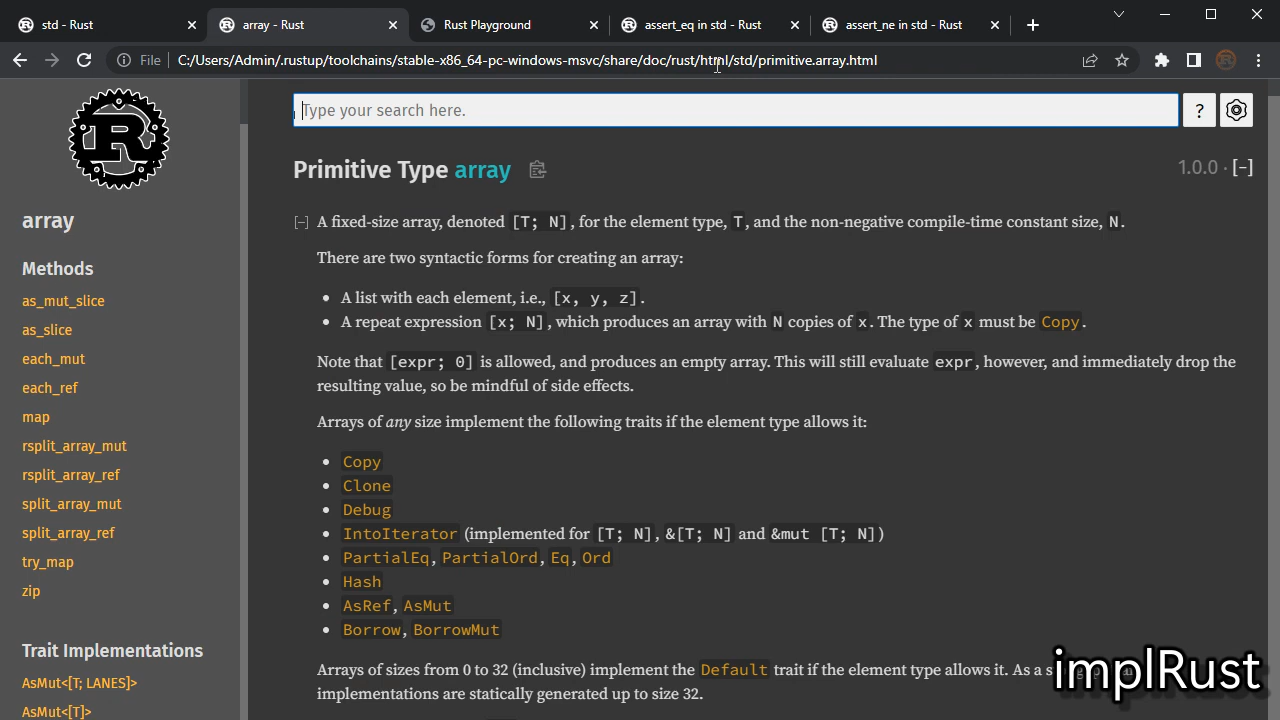 std - Rust
array - Rust
Rust Playground
assert_eq in std - Rust
assert_ne in std - Rust
File
C:/Users/Admin/.rustup/toolchains/stable-x86_64-pc-windows-msvc/share/doc/rust/html/std/primitive.array.html
R
array
Methods
as_mut_slice
as_slice
each_mut
each_ref
map
rsplit_array_mut
rsplit_array_ref
split_array_mut
split_array_ref
try_map
zip
Trait Implementations
AsMut<[T; LANES]>
AsMut<[T]>
Type your search here.
?
Primitive Type array
1.0.0 · [−]
[−] A fixed-size array, denoted [T; N], for the element type, T, and the non-negative compile-time constant size, N.
There are two syntactic forms for creating an array:
• A list with each element, i.e., [x, y, z].
• A repeat expression [x; N], which produces an array with N copies of x. The type of x must be Copy.
Note that [expr; 0] is allowed, and produces an empty array. This will still evaluate expr, however, and immediately drop the
resulting value, so be mindful of side effects.
Arrays of any size implement the following traits if the element type allows it:
• Copy
• Clone
• Debug
• IntoIterator (implemented for [T; N], &[T; N] and &mut [T; N])
• PartialEq, PartialOrd, Eq, Ord
• Hash
• AsRef, AsMut
• Borrow, BorrowMut
Arrays of sizes from 0 to 32 (inclusive) implement the Default trait if the element type allows it. As a
implementations are statically generated up to size 32.
implRust